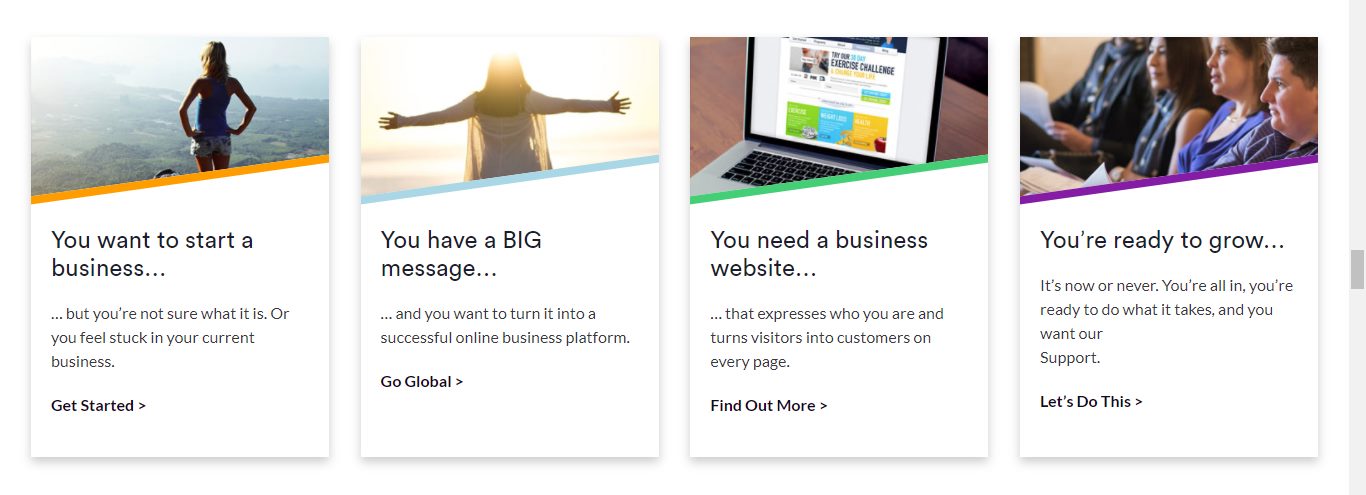 TRY OUR 30 DAY
EXERCISE CHALLENGE
& CHANGE YOUR LIFE
EXERCISE
WEIGHT LOSS
HEALTH
You want to start a
business…
… but you’re not sure what it is. Or
you feel stuck in your current
business.
Get Started >
You have a BIG
message…
… and you want to turn it into a
successful online business platform.
Go Global >
You need a business
website…
… that expresses who you are and
turns visitors into customers on
every page.
Find Out More >
You’re ready to grow…
It’s now or never. You’re all in, you’re
ready to do what it takes, and you
want our
Support.
Let’s Do This >